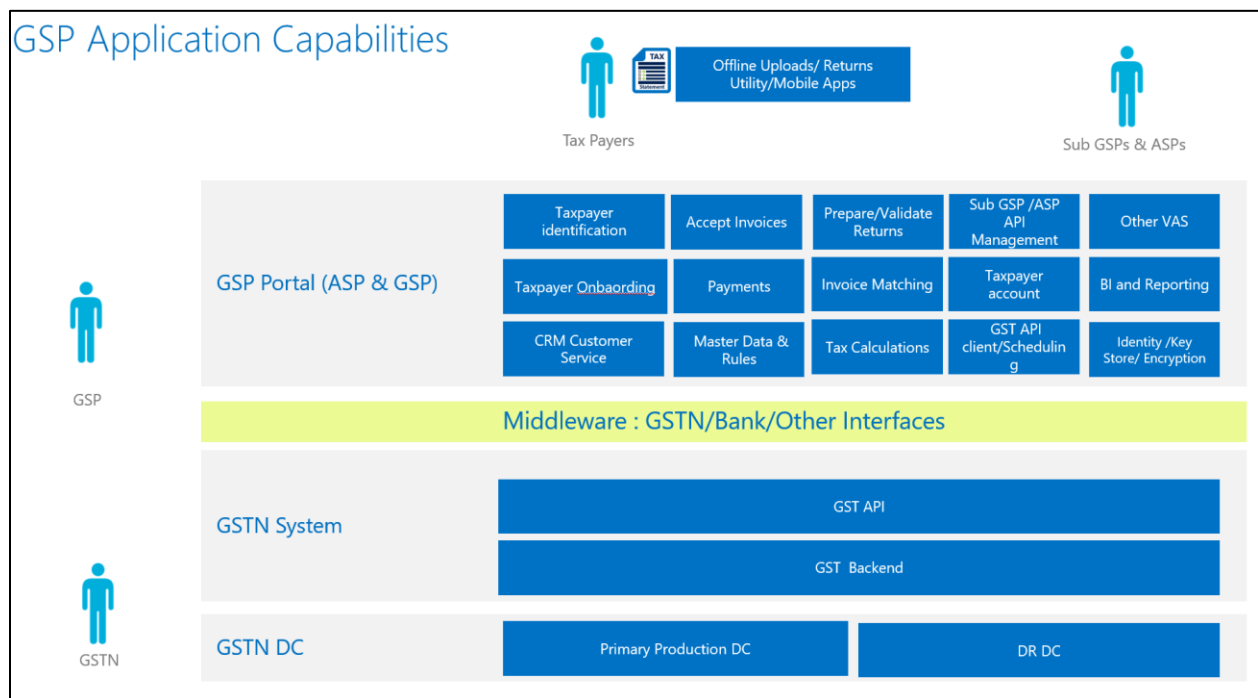 GSP Application Capabilities
TAX
Statement
Offline Uploads/ Returns
Utility/Mobile Apps
Tax Payers
Sub GSPs & ASPs
GSP
GSP Portal (ASP & GSP)
Taxpayer
identification
Accept Invoices
Prepare/Validate
Returns
Sub GSP /ASP
API
Management
Other VAS
Taxpayer Onbaording
Payments
Invoice Matching
Taxpayer
account
BI and Reporting
CRM Customer
Service
Master Data &
Rules
Tax Calculations
GST API
client/Schedulin
g
Identity /Key
Store/ Encryption
Middleware : GSTN/Bank/Other Interfaces
GSTN System
GST API
GST Backend
GSTN
GSTN DC
Primary Production DC
DR DC